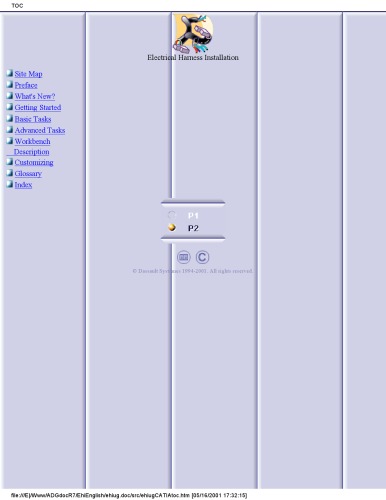 TOC
Electrical Harness Installation
Site Map
Preface
What's New?
Getting Started
Basic Tasks
Advanced Tasks
Workbench
Description
Customizing
Glossary
Index
P1
P2
C
© Dassault Systèmes 1994-2001. All rights reserved.
file:///E|/Www/ADGdocR7/EhiEnglish/ehiug.doc/src/ehiugCATIAtoc.htm [05/16/2001 17:32:15]